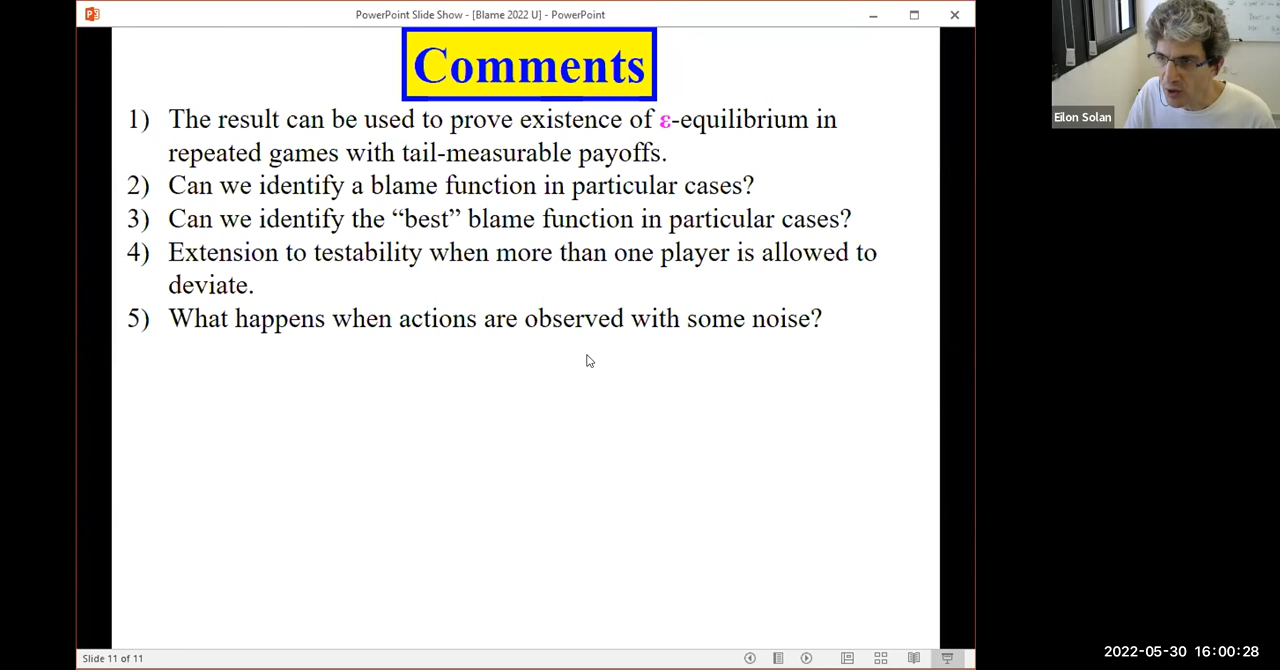 PowerPoint Slide Show - [Blame 2022 U] - PowerPoint
Comments
1) The result can be used to prove existence of ε-equilibrium in
repeated games with tail-measurable payoffs.
2) Can we identify a blame function in particular cases?
3) Can we identify the “best” blame function in particular cases?
4) Extension to testability when more than one player is allowed to
deviate.
5) What happens when actions are observed with some noise?
Eilon Solan
Slide 11 of 11
2022-05-30 16:00:28